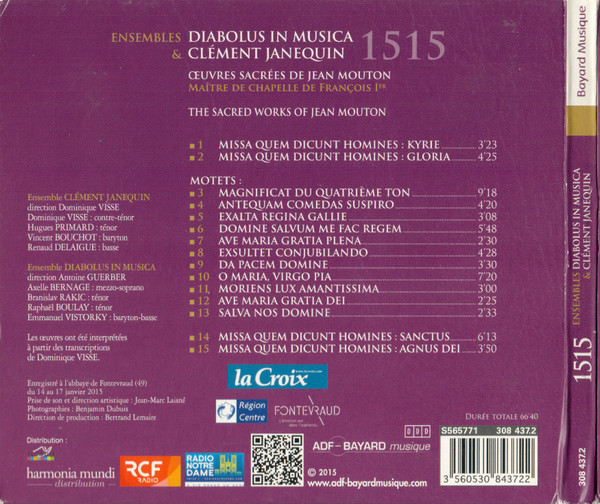 ENSEMBLES DIABOLUS IN MUSICA
& CLÉMENT JANEQUIN 1515
ŒUVRES SACRÉES DE JEAN MOUTON
MAÎTRE DE CHAPELLE DE FRANÇOIS IER
THE SACRED WORKS OF JEAN MOUTON
1 MISSA QUEM DICUNT HOMINES : KYRIE 3'23
2 MISSA QUEM DICUNT HOMINES : GLORIA 4'25
MOTETS :
3 MAGNIFICAT DU QUATRIÈME TON 9'18
4 ANTEQUAM COMEDAS SUSPIRO 4'20
5 EXALTA REGINA GALLIE 3'08
6 DOMINE SALVUM ME FAC REGEM 5'48
7 AVE MARIA GRATIA PLENA 2'30
8 EXSULTET CONJUBILANDO 4'28
9 DA PACEM DOMINE 3'30
10 O MARIA, VIRGO PIA 7'20
11 MORIENS LUX AMANTISSIMA 3'00
12 AVE MARIA GRATIA DEI 2'25
13 SALVA NOS DOMINE 2'33
14 MISSA QUEM DICUNT HOMINES : SANCTUS 6'13
15 MISSA QUEM DICUNT HOMINES : AGNUS DEI 3'50
Ensemble CLÉMENT JANEQUIN
direction Dominique VISSE
Dominique VISSE : contre-ténor
Hugues PRIMARD : ténor
Vincent BOUCHOT : baryton
Renaud DELAIGUE : basse
Ensemble DIABOLUS IN MUSICA
direction Antoine GUERBER
Axelle BERNAGE : mezzo-soprano
Branislav RAKIC : ténor
Raphaël BOULAY : ténor
Emmanuel VISTORKY : baryton-basse
Les œuvres ont été interprétées
à partir des transcriptions
de Dominique VISSE.
Enregistré à l'abbaye de Fontevraud (49)
du 14 au 17 janvier 2015
Prise de son et direction artistique : Jean-Marc Laisné
Photographies : Benjamin Dubuis
Direction de production : Bertrand Lemaire
Distribution :
harmonia mundi
distribution
RCF
RADIO
RADIO
NOTRE
DAME
la Croix
Région
Centre
FONTEVRAUD
ADF-BAYARD musique
© 2015
www.adf-bayardmusique.com
DURÉE TOTALE 66'40
DDD
S565771 308 437.2
3 560530 843722
Bayard Musique
ENSEMBLES DIABOLUS IN MUSICA
& CLÉMENT JANEQUIN
1515
308 437.2